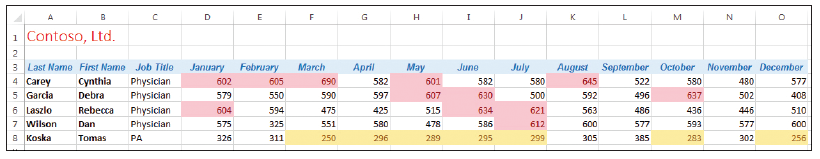 A B C D E F G H I J K L M N O
1 Contoso, Ltd.
2
3 Last Name First Name Job Title January February March April May June July August September October November December
4 Carey Cynthia Physician 602 605 690 582 601 582 580 645 522 580 480 577
5 Garcia Debra Physician 579 550 590 597 607 630 500 592 496 637 502 408
6 Laszlo Rebecca Physician 604 594 475 425 515 634 621 563 486 436 446 510
7 Wilson Dan Physician 575 325 551 580 478 586 612 600 577 593 577 600
8 Koska Tomas PA 326 311 250 296 289 295 299 305 385 283 302 256